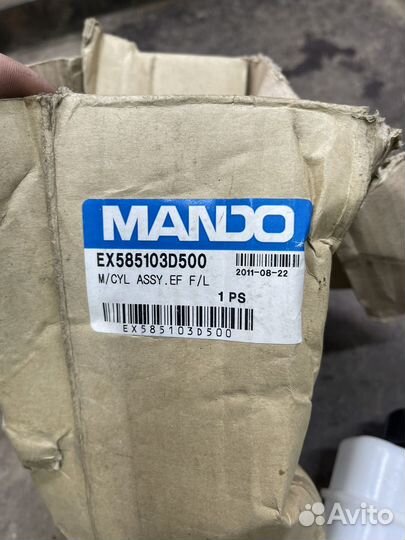 MANDO
EX585103D500
2011-08-22
M/CYL ASSY.EF F/L
1 PS
EX585103D500
Avito